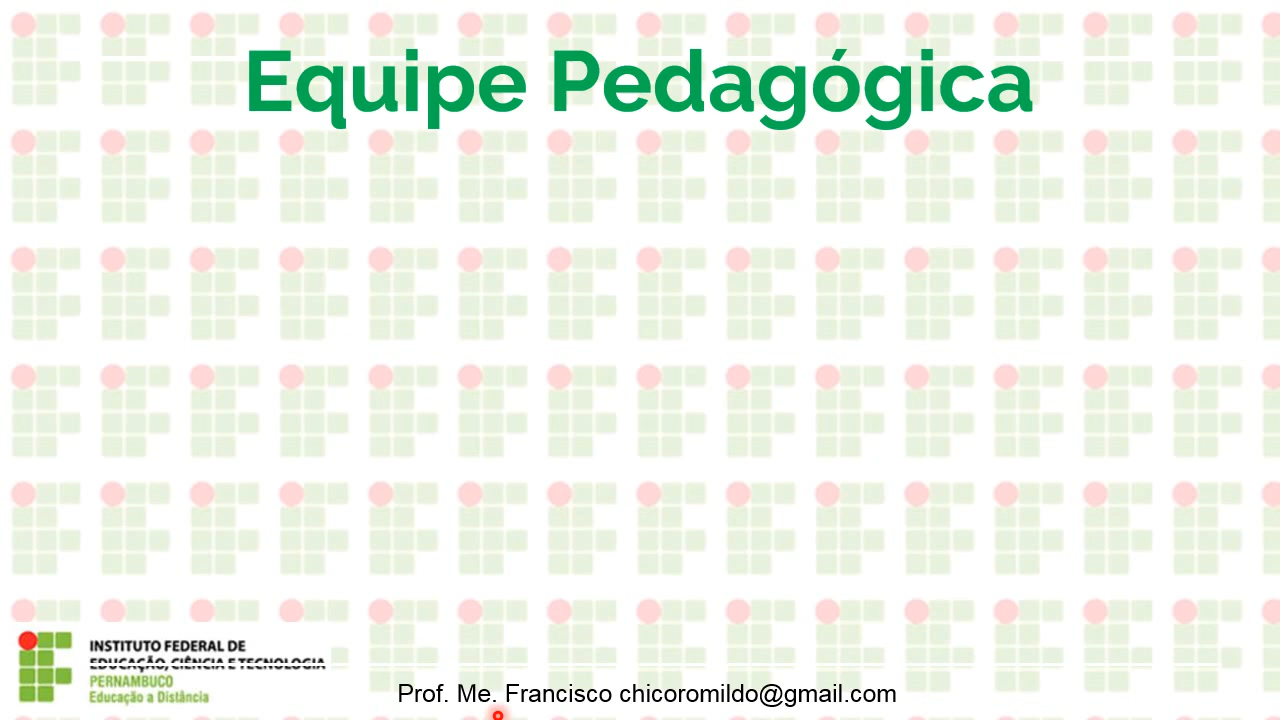 Equipe Pedagógica
INSTITUTO FEDERAL DE
EDUCAÇÃO, CIÊNCIA E TECNOLOGIA
PERNAMBUCO
Educação a Distância
Prof. Me. Francisco chicoromildo@gmail.com